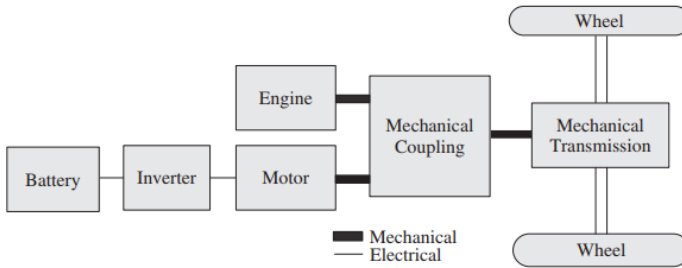 Wheel
Engine
Mechanical
Coupling
Mechanical
Transmission
Battery
Inverter
Motor
Mechanical
Electrical
Wheel